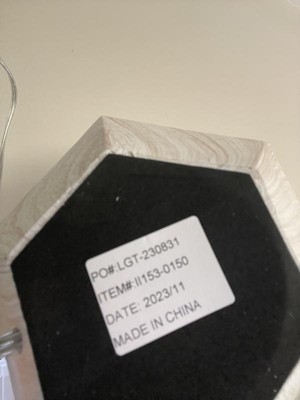 PO#:LGT-230831
ITEM#:II153-0150
DATE: 2023/11
MADE IN CHINA